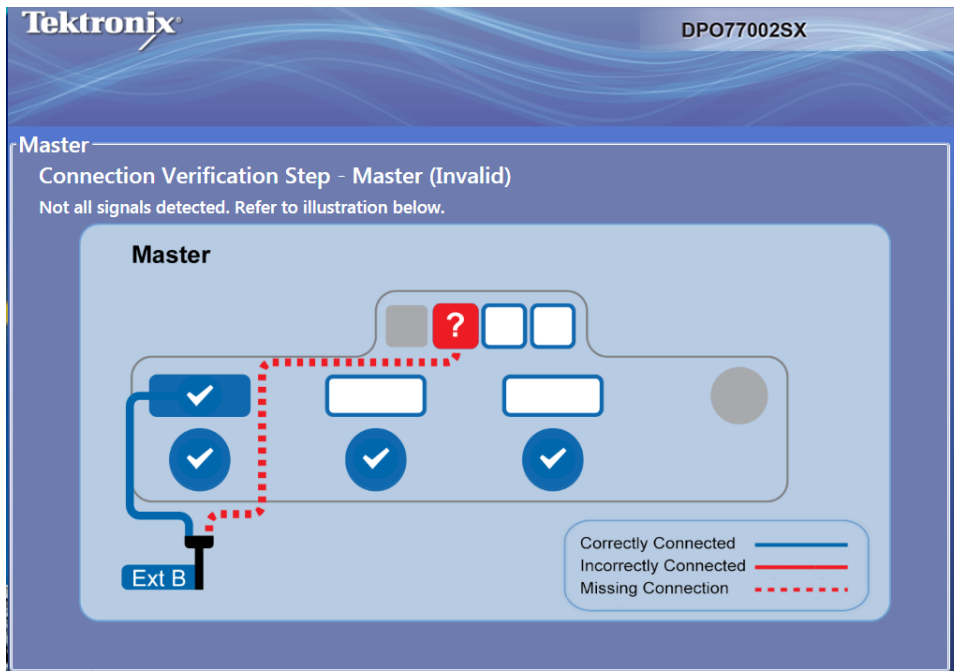 Tektronix
DPO77002SX
Master
Connection Verification Step - Master (Invalid)
Not all signals detected. Refer to illustration below.
Master
?
Ext B
Correctly Connected
Incorrectly Connected
Missing Connection